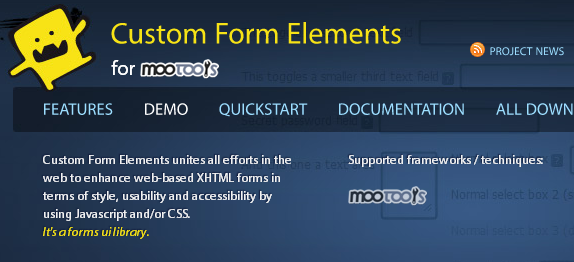 Custom Form Elements
for mootools
PROJECT NEWS
This toggles a smaller third text field ?
FEATURES DEMO QUICKSTART DOCUMENTATION ALL DOWN
Custom Form Elements unites all efforts in the
web to enhance web-based XHTML forms in
terms of style, usability and accessibility by
using Javascript and/or CSS.
It's a forms ui library.
Supported frameworks / techniques:
mootools
Normal select box 2 (s
Normal select box 3 (d